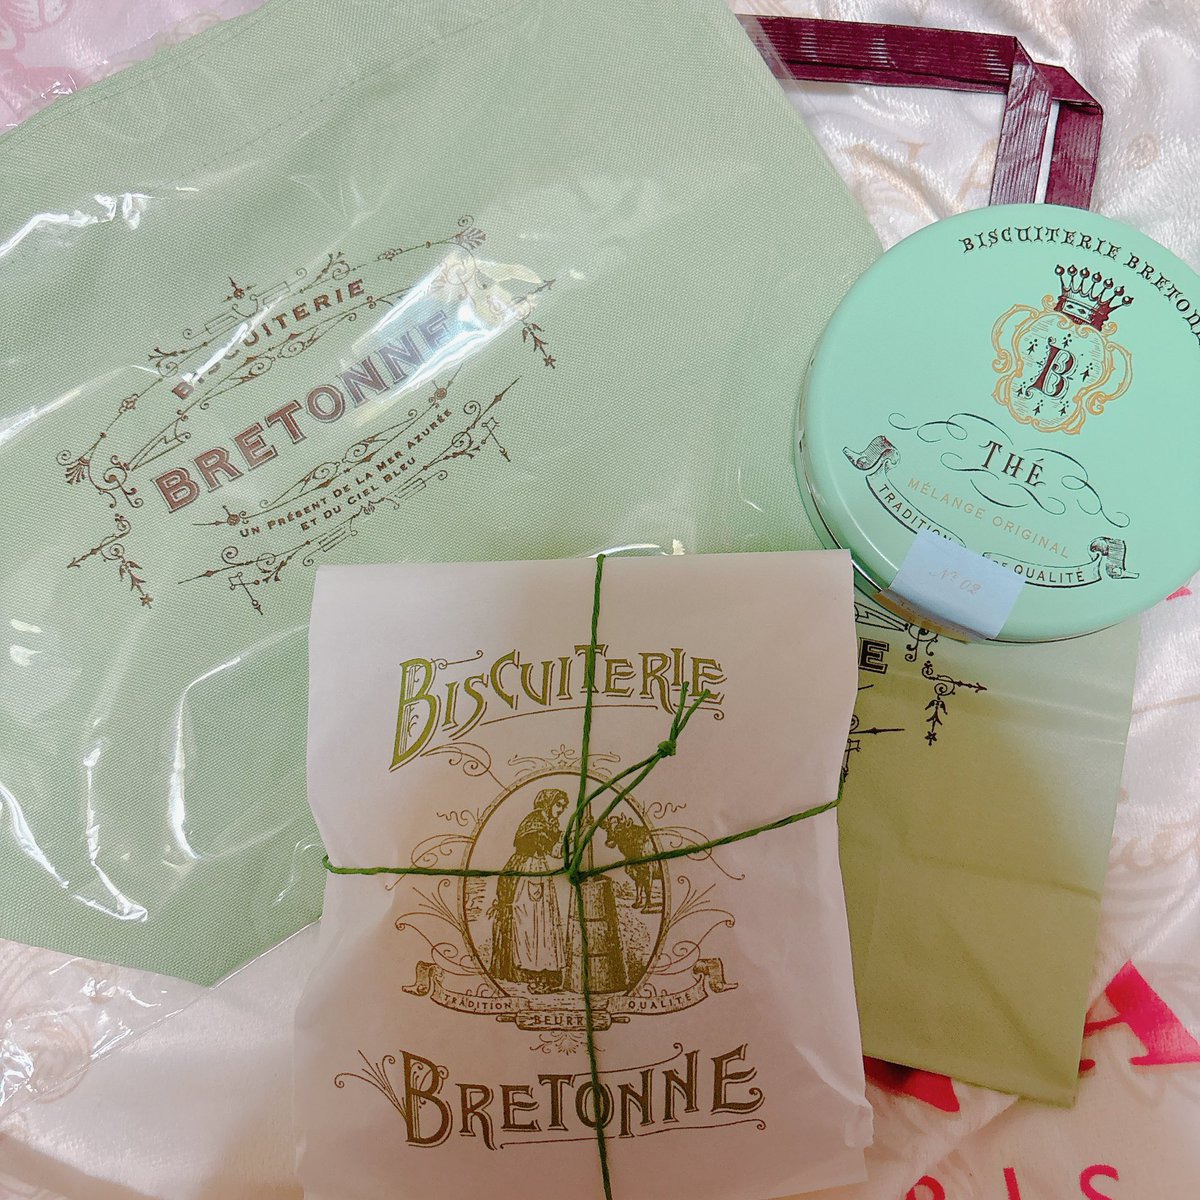 BISCUITERIE
BRETONNE
UN PRÉSENT DE LA MER AZURÉE
ET DU CIEL BLEU
BISCUITERIE
B
THÉ
MÉLANGE ORIGINAL
TRADITION QUALITÉ
Nº 02
BISCUITERIE
TRADITION QUALITÉ
BEURRE
BRETONNE